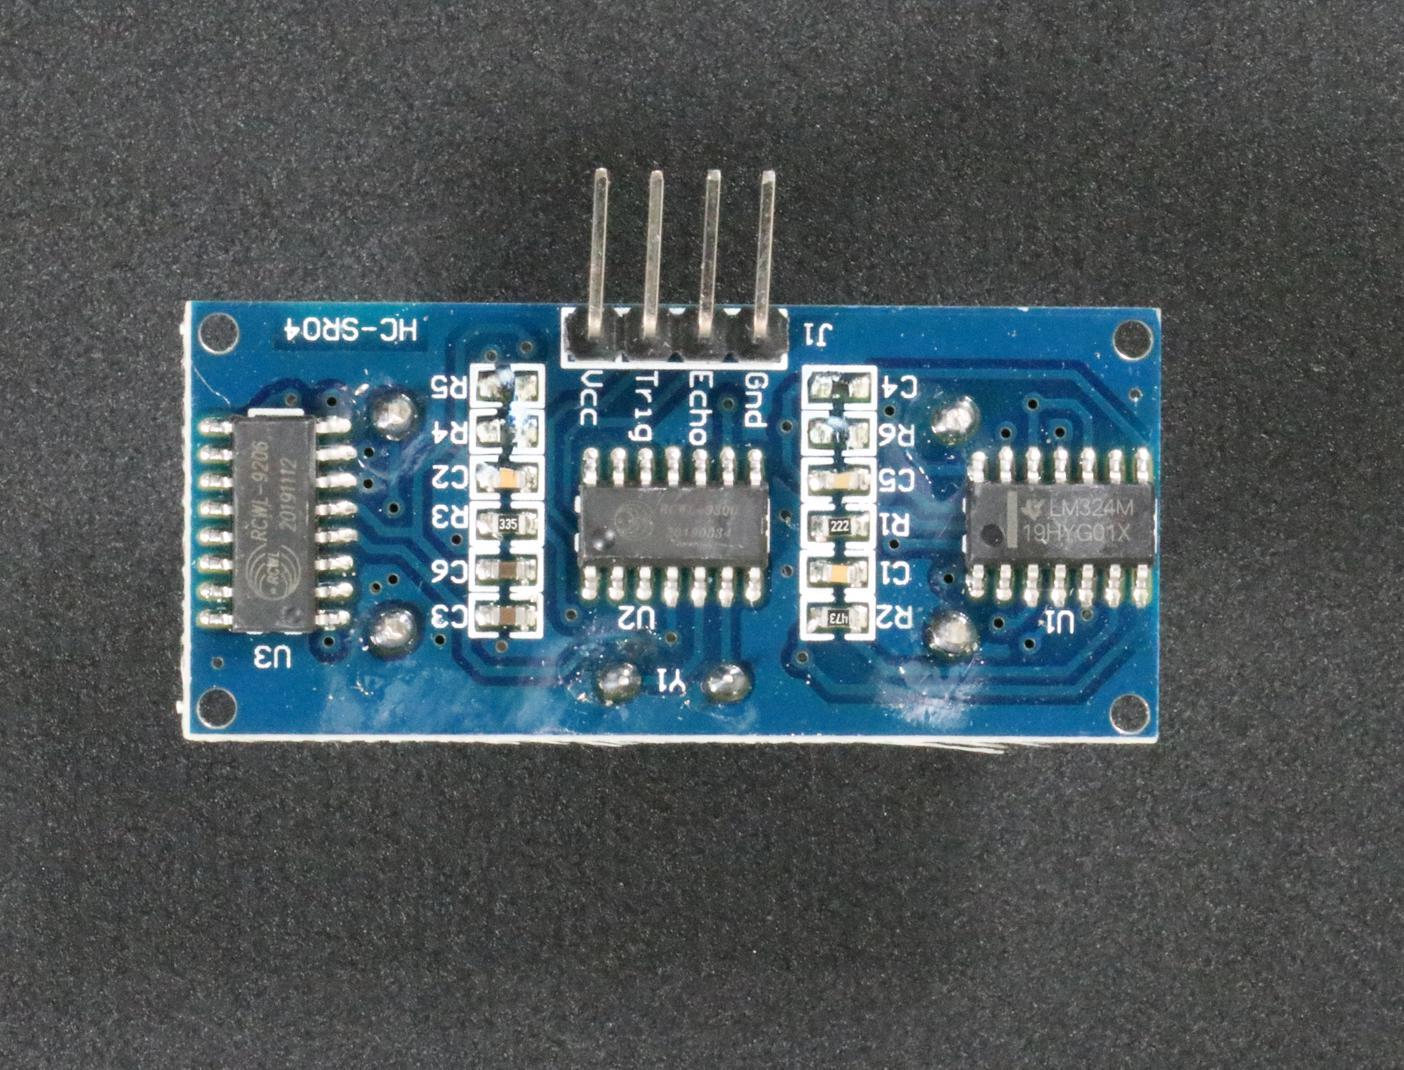 HC-SR04
J1
Vcc
Trig
Echo
Gnd
R5
R4
C2
R3
C6
C3
335
C4
R6
C5
R1
C1
R2
222
473
RCWL-9206
20191112
RCWL
U3
U2
Y1
LM324M
19HYG01X
U1